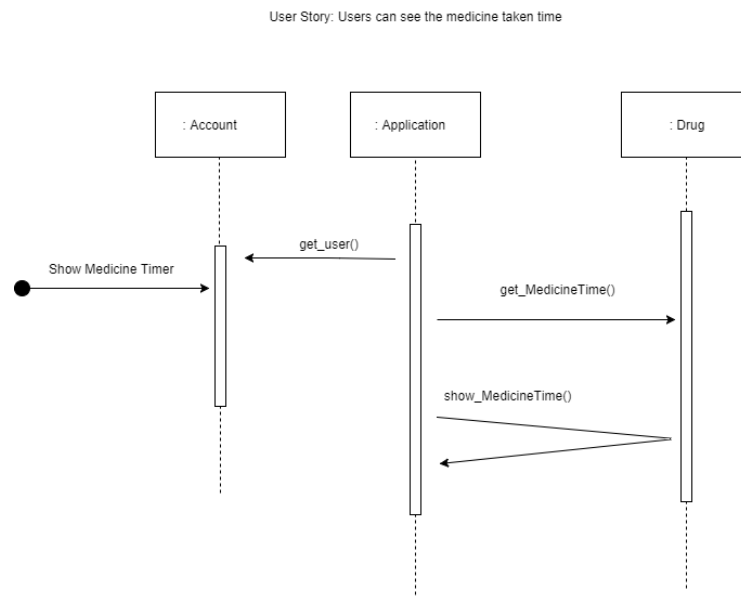 User Story: Users can see the medicine taken time
: Account
: Application
: Drug
get_user()
Show Medicine Timer
get_MedicineTime()
show_MedicineTime()